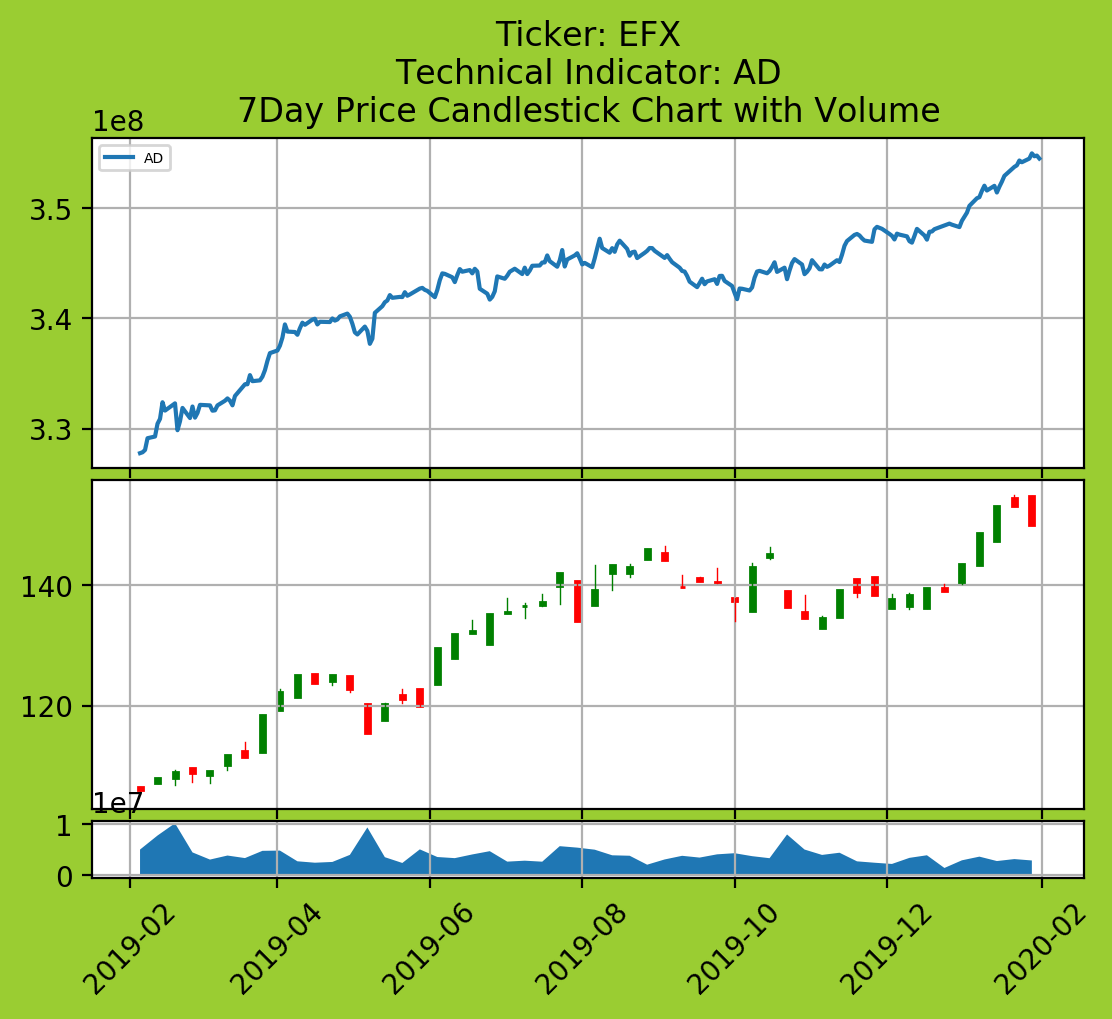 Ticker: EFX
Technical Indicator: AD
7Day Price Candlestick Chart with Volume
1e8
AD
3.5
3.4
3.3
140
120
1e7
1
0
2019-02
2019-04
2019-06
2019-08
2019-10
2019-12
2020-02